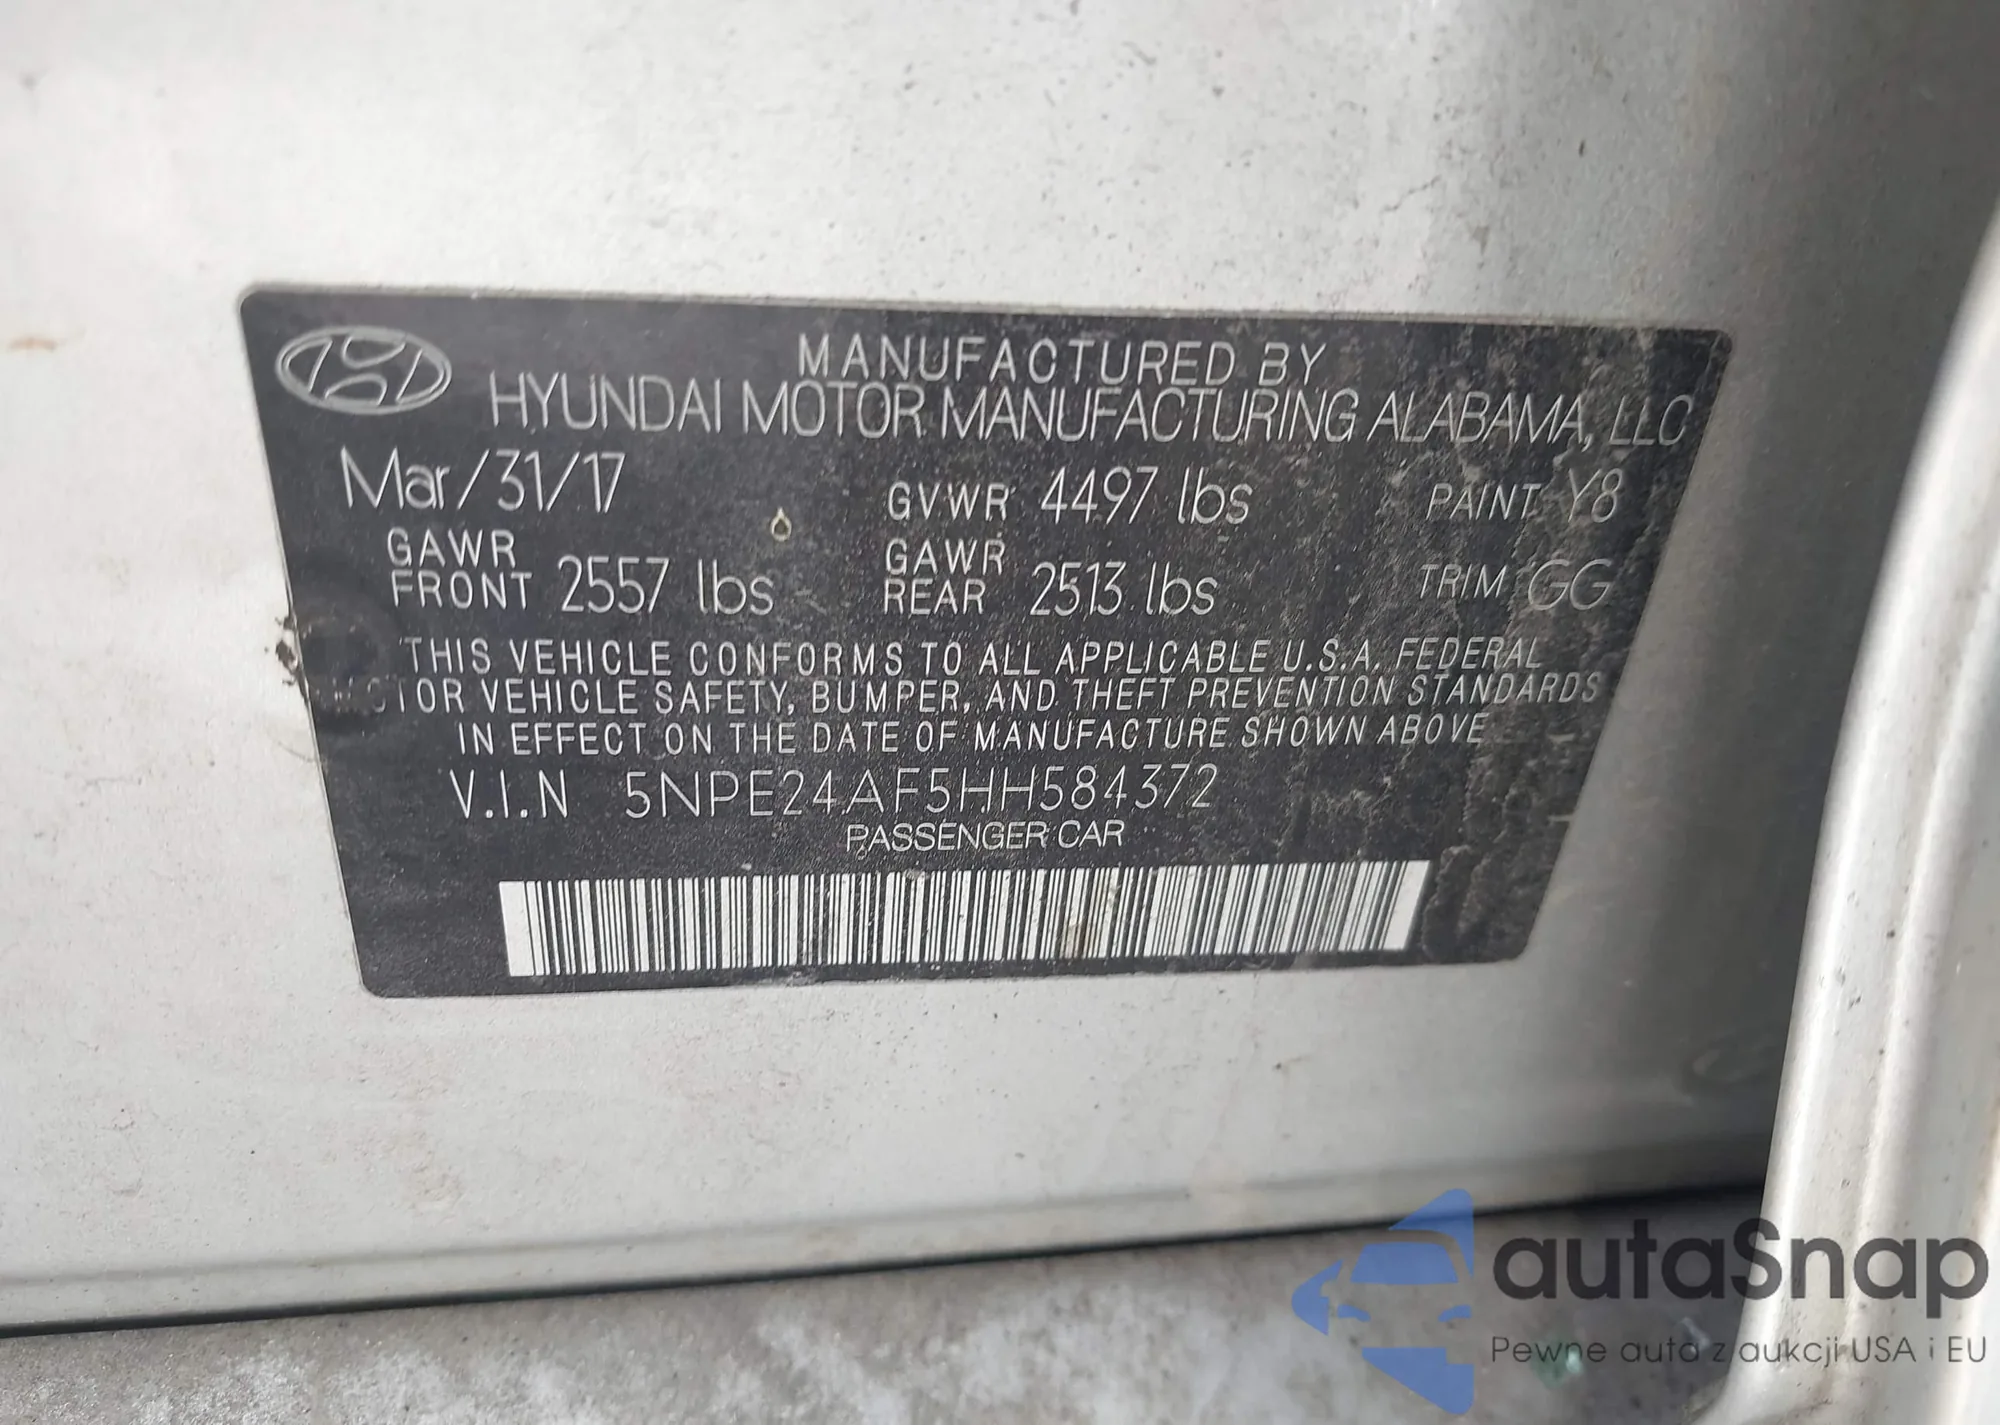 MANUFACTURED BY
HYUNDAI MOTOR MANUFACTURING ALABAMA, LLC
Mar/31/17 GVWR 4497 lbs PAINT Y8
GAWR FRONT 2557 lbs GAWR REAR 2513 lbs TRIM GG
THIS VEHICLE CONFORMS TO ALL APPLICABLE U.S.A. FEDERAL
MOTOR VEHICLE SAFETY, BUMPER, AND THEFT PREVENTION STANDARDS
IN EFFECT ON THE DATE OF MANUFACTURE SHOWN ABOVE
V.I.N 5NPE24AF5HH584372
PASSENGER CAR
autaSnap
Pewne auta z aukcji USA i EU